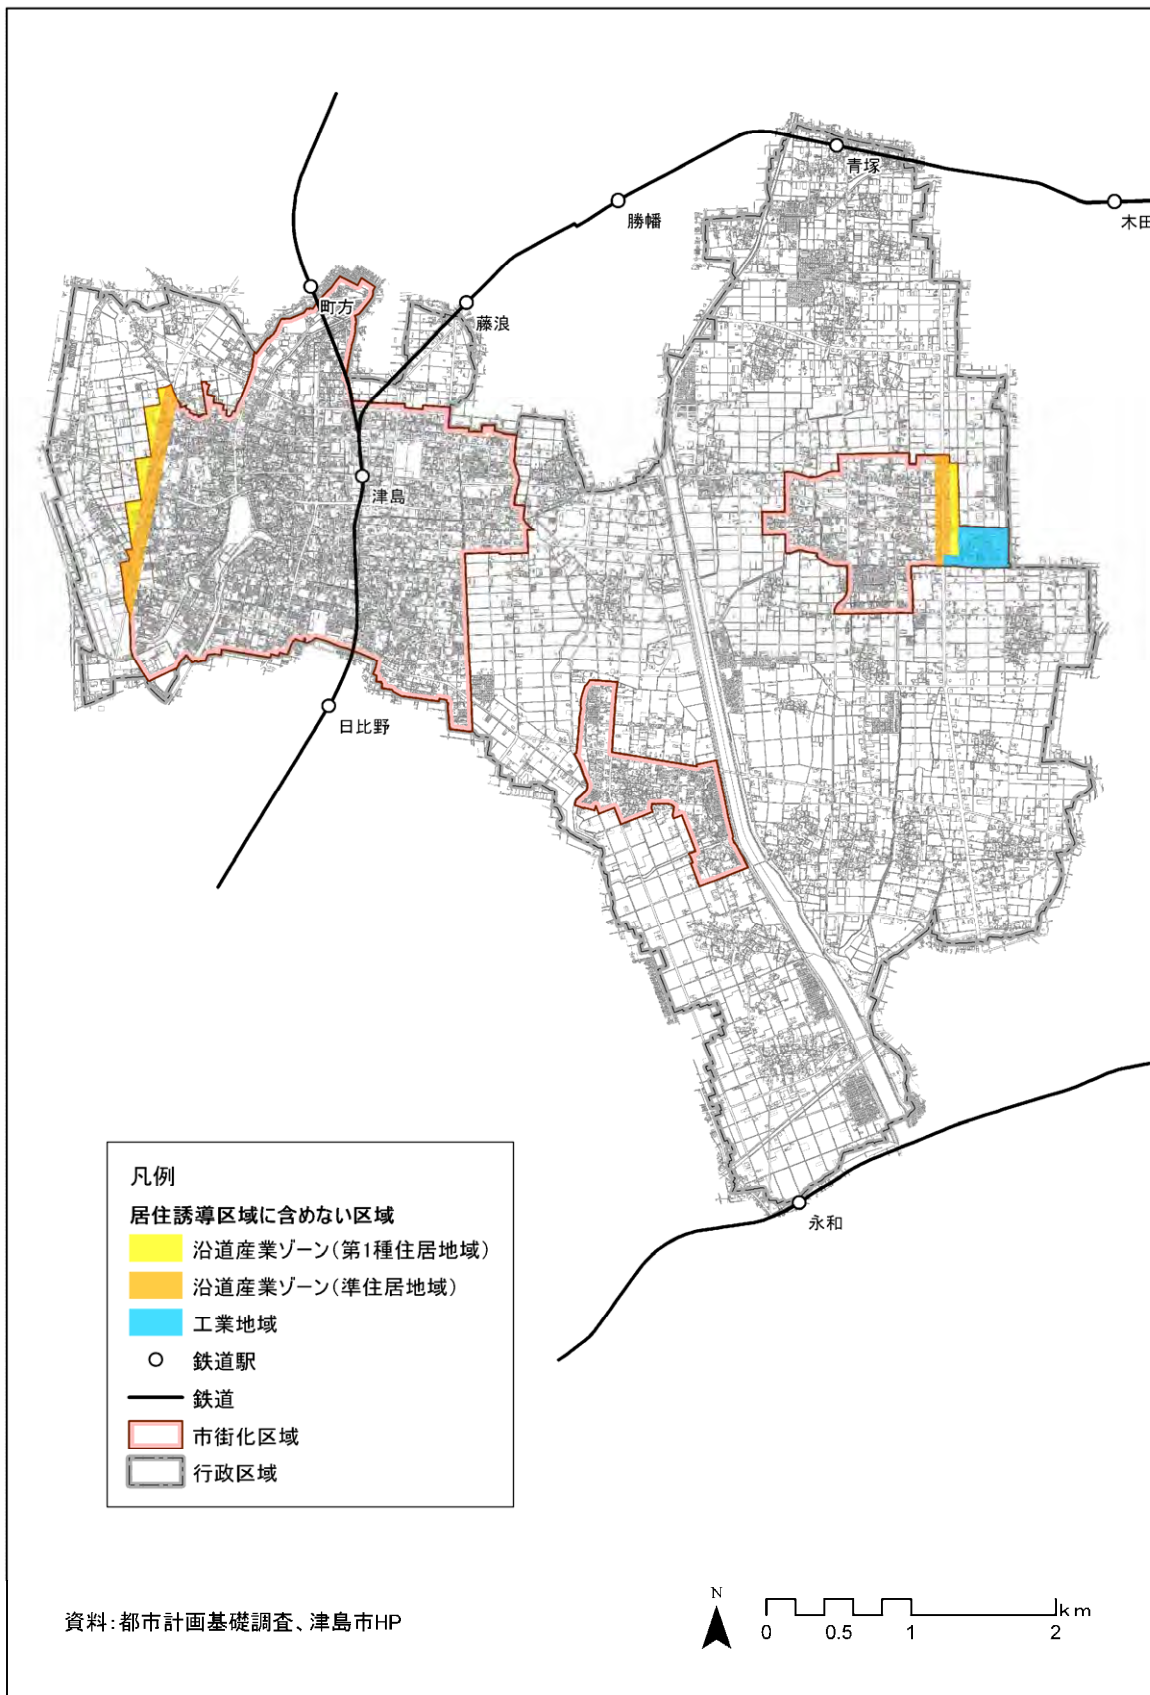 青塚
勝幡
木田
町方
藤浪
津島
日比野
永和
凡例
居住誘導区域に含めない区域
沿道産業ゾーン(第1種住居地域)
沿道産業ゾーン(準住居地域)
工業地域
鉄道駅
鉄道
市街化区域
行政区域
資料:都市計画基礎調査、津島市HP
N
km
0 0.5 1 2